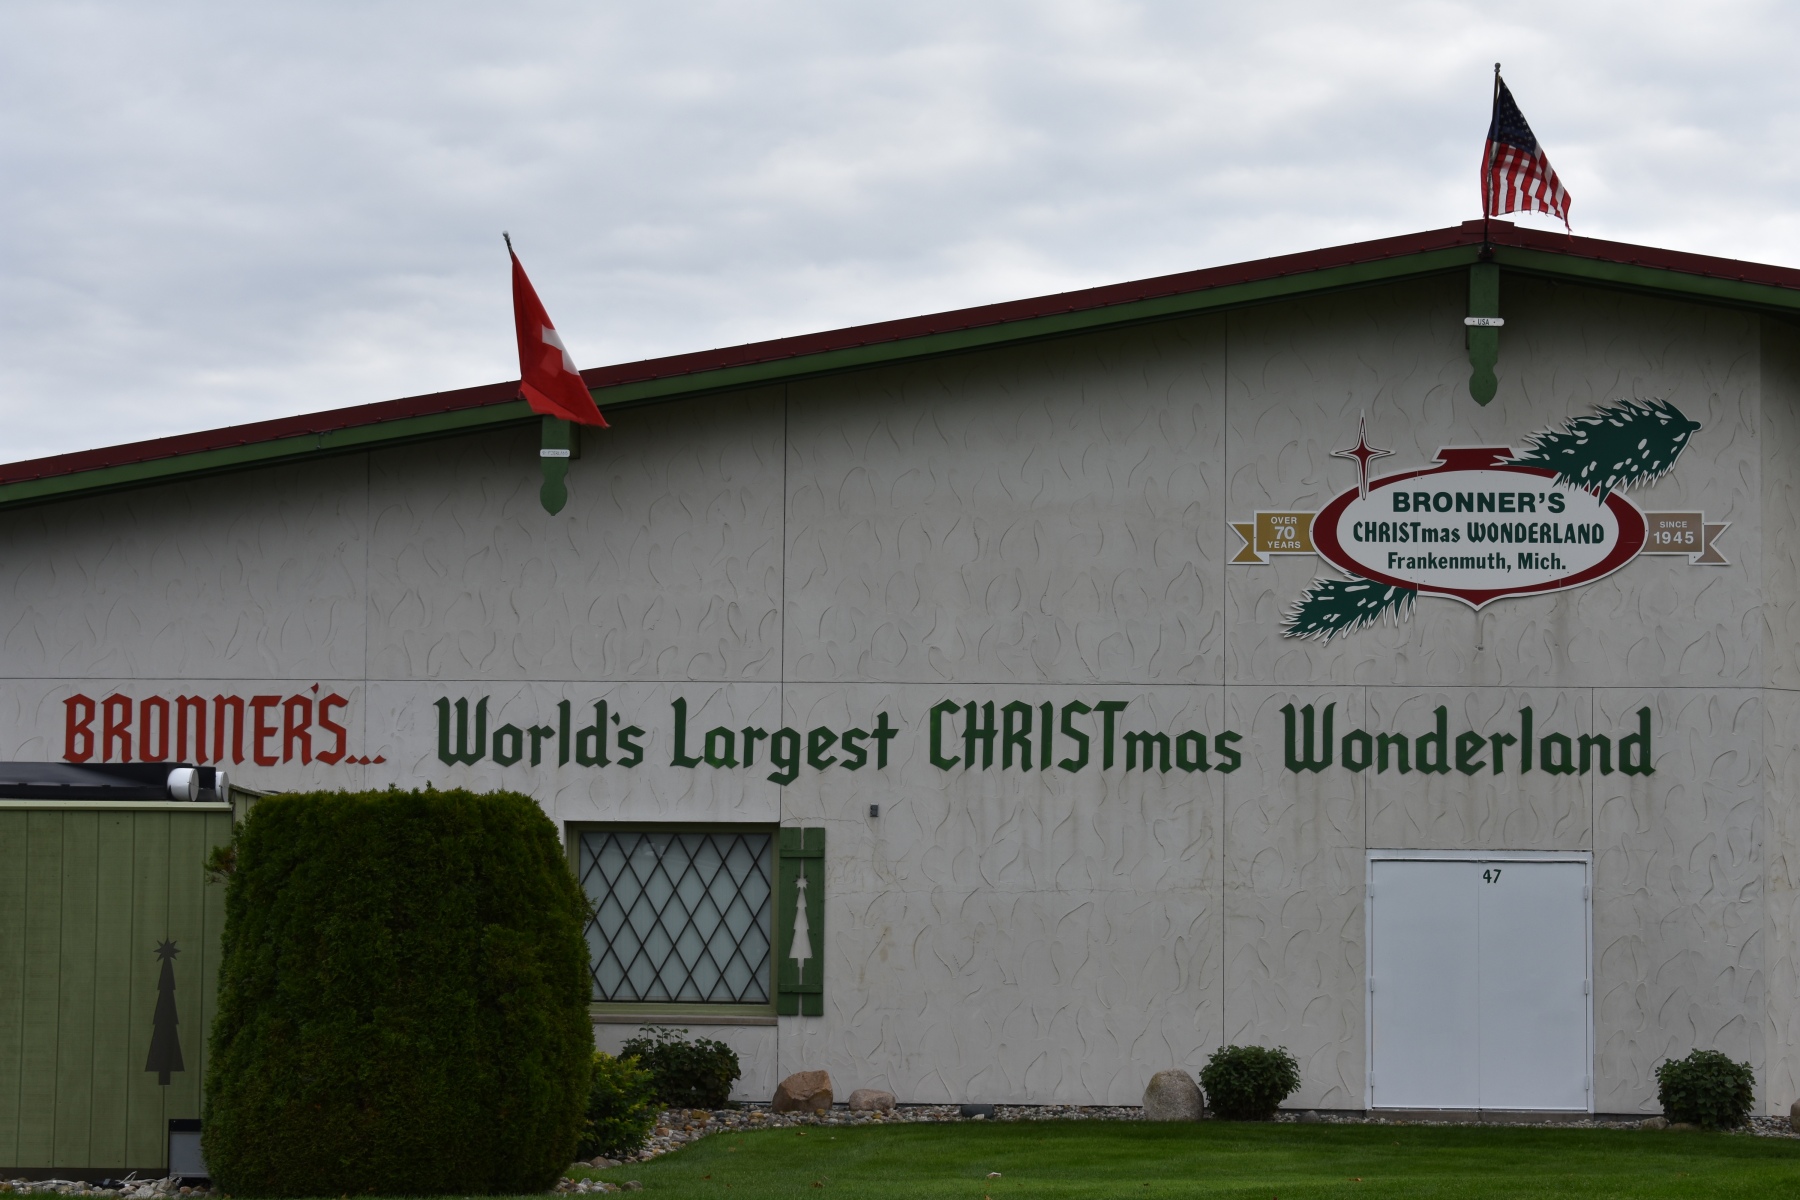 USA
BRONNER'S
CHRISTmas WONDERLAND
Frankenmuth, Mich.
OVER
70
YEARS
SINCE
1945
BRONNER'S... World's Largest CHRISTmas Wonderland
47